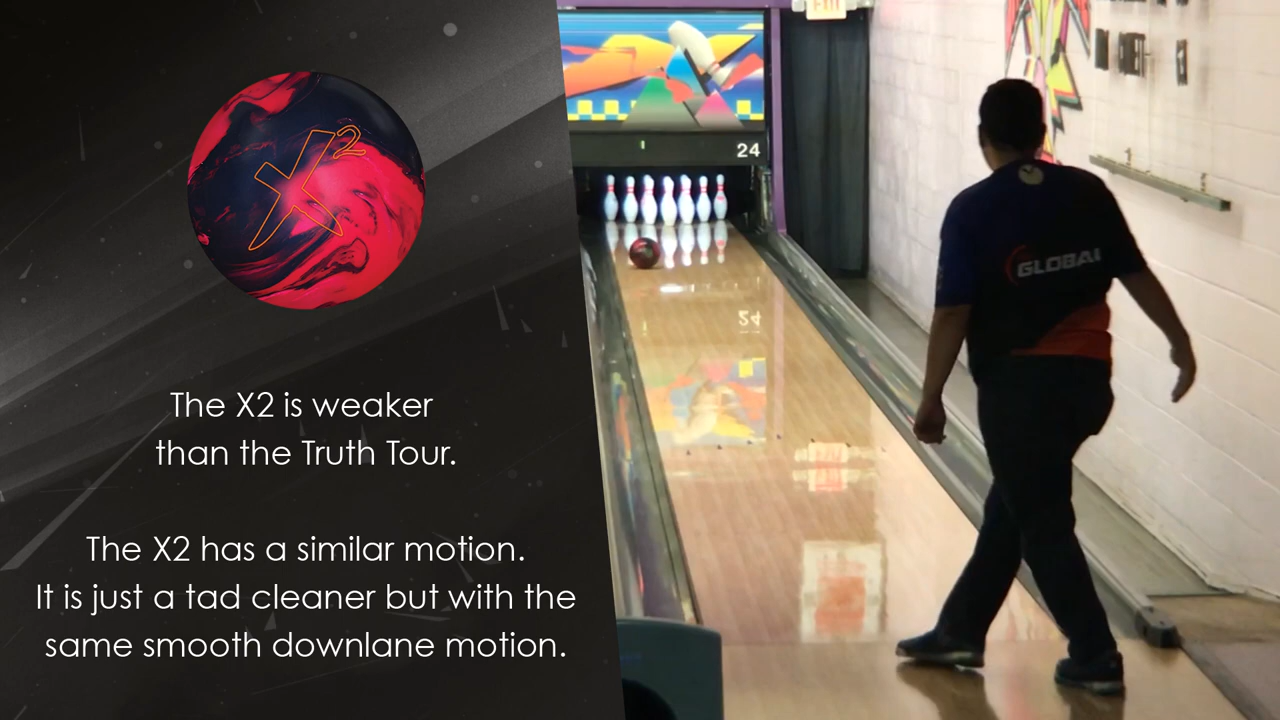 X2
The X2 is weaker
than the Truth Tour.
The X2 has a similar motion.
It is just a tad cleaner but with the
same smooth downlane motion.
EXIT
24
GLOBAL